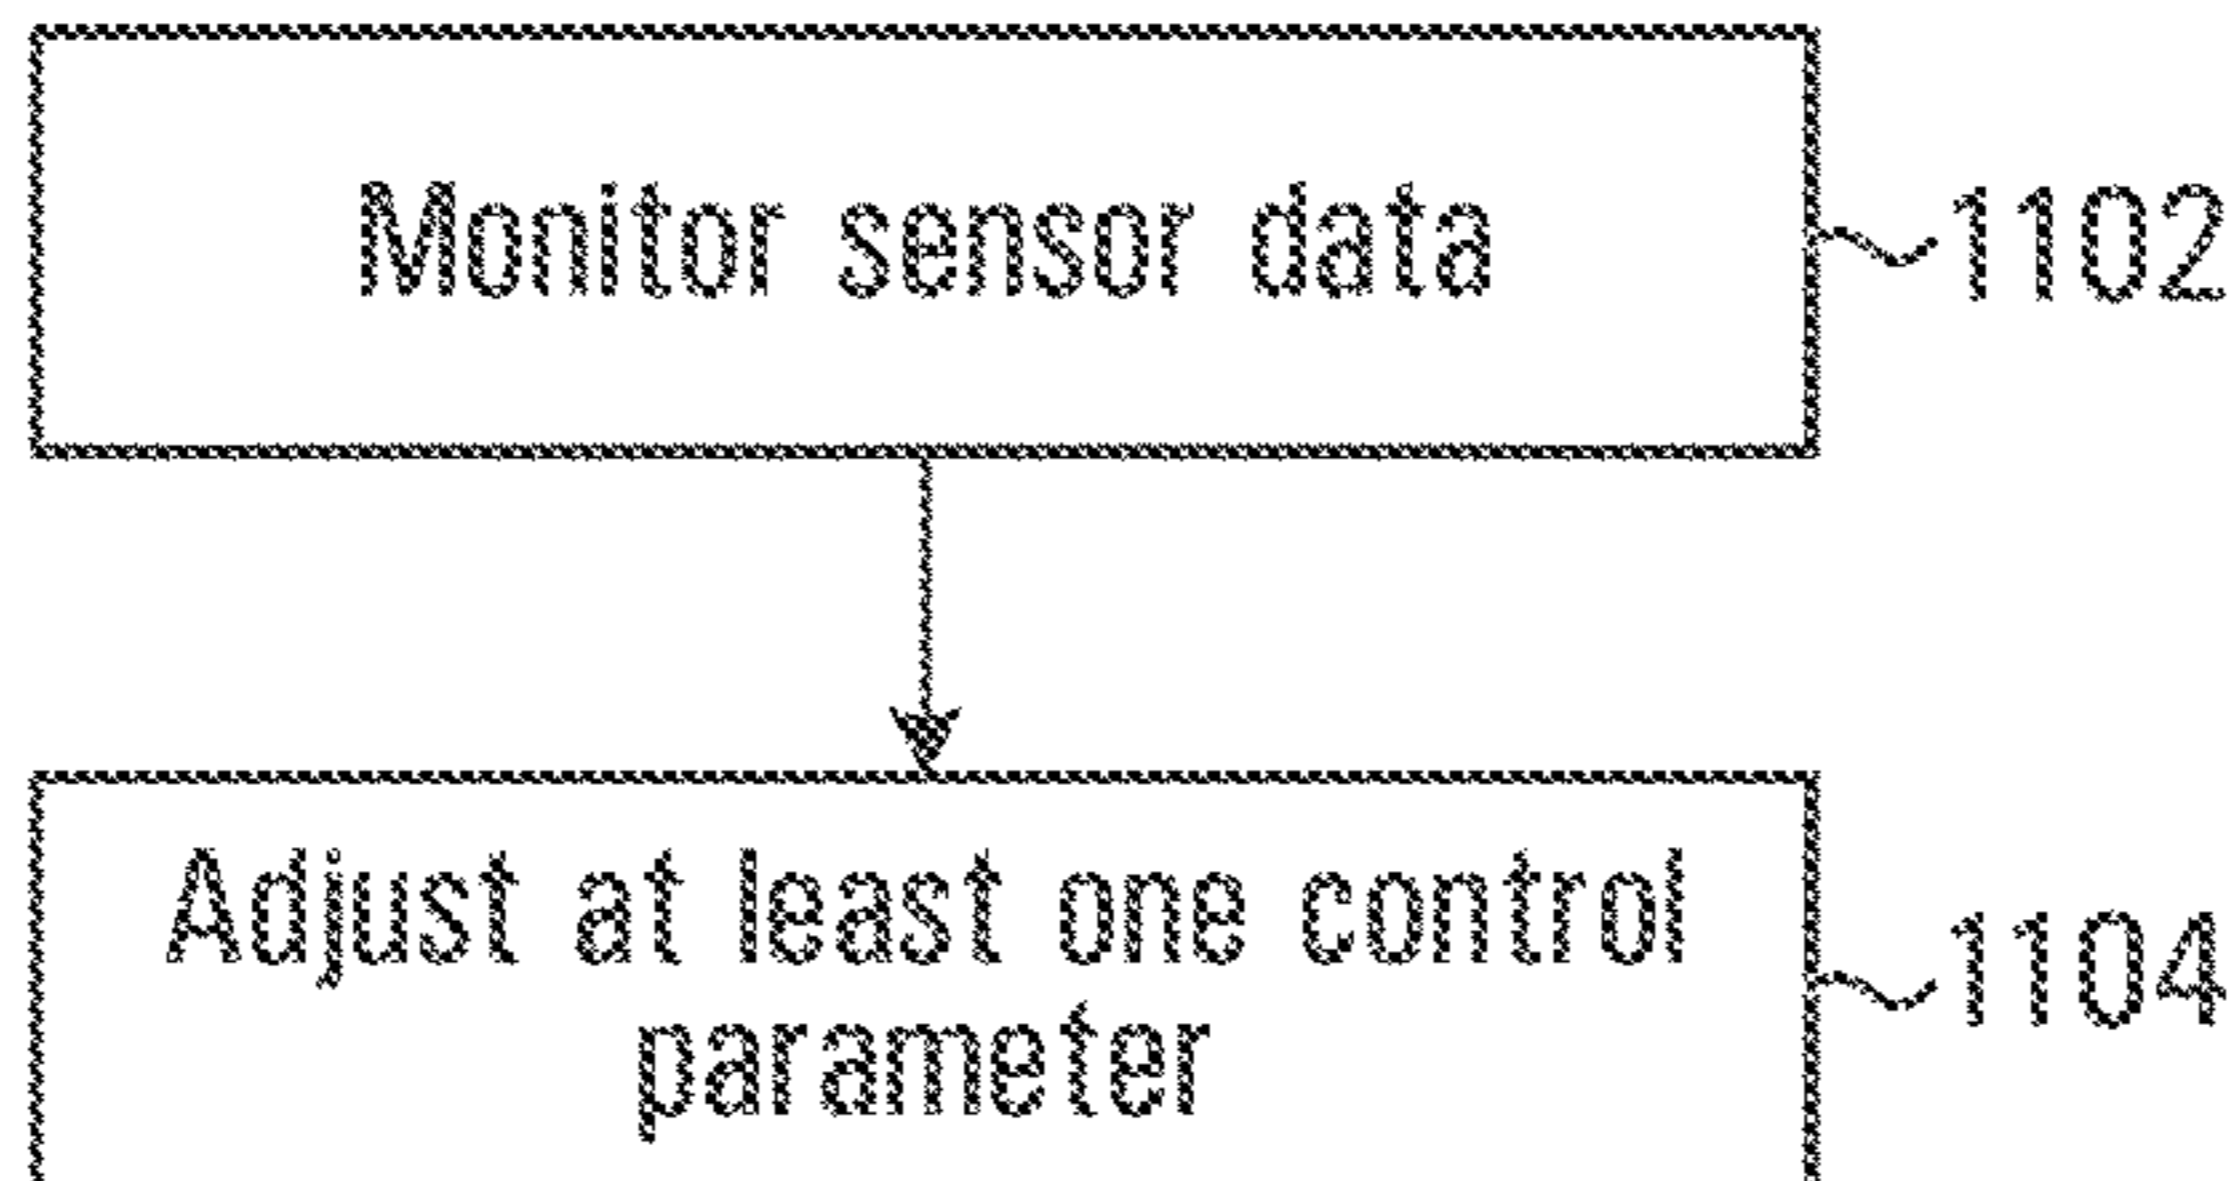 Monitor sensor data
1102
Adjust at least one control
parameter
1104